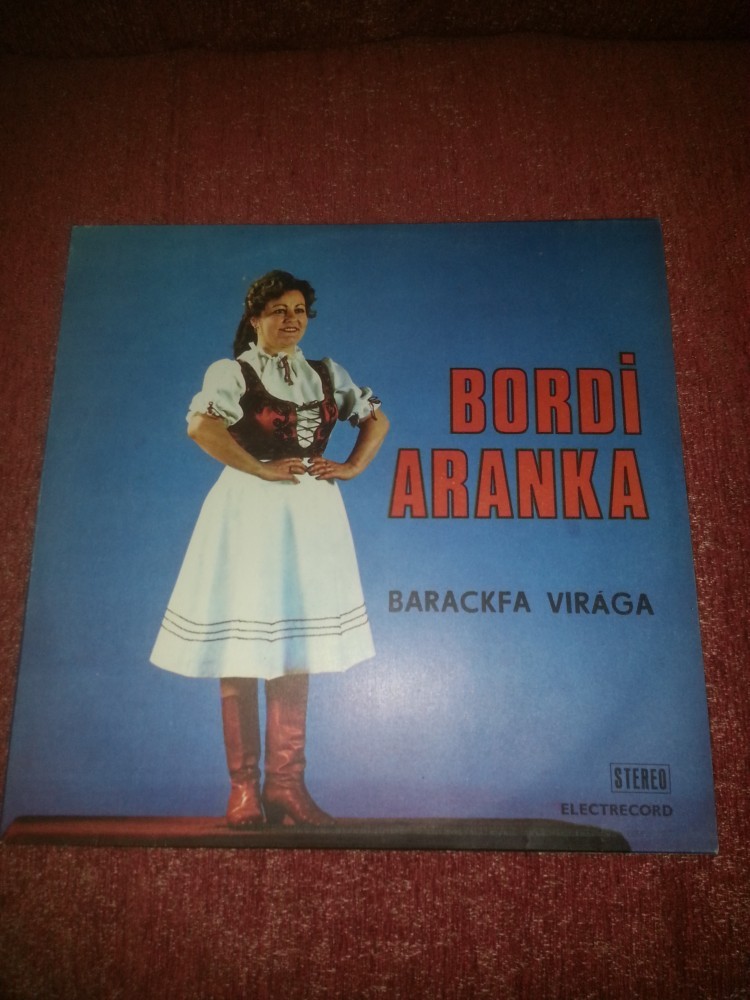 BORDİ
ARANKA
BARACKFA VIRÁGA
STEREO
ELECTRECORD